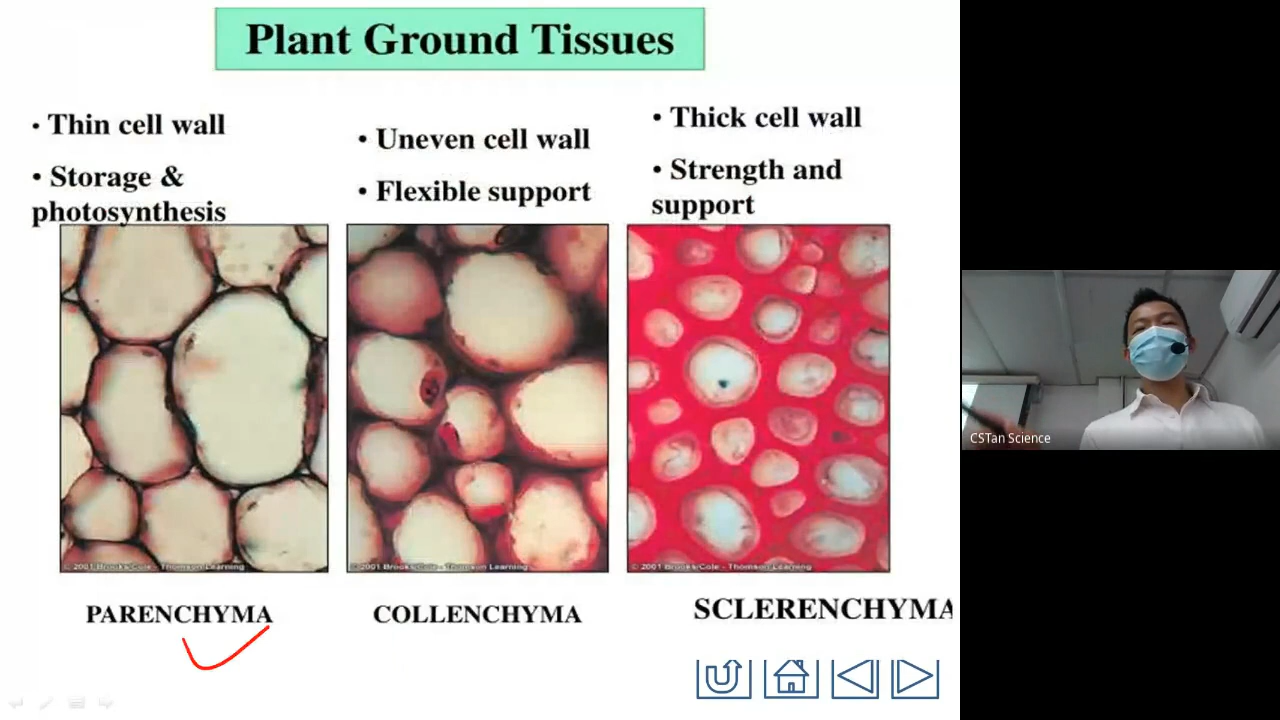 Plant Ground Tissues
• Thin cell wall
• Storage &
photosynthesis
• Uneven cell wall
• Flexible support
• Thick cell wall
• Strength and
support
© 2001 Brooks/Cole - Thomson Learning
© 2001 Brooks/Cole - Thomson Learning
© 2001 Brooks/Cole - Thomson Learning
PARENCHYMA
COLLENCHYMA
SCLERENCHYMA
CSTan Science